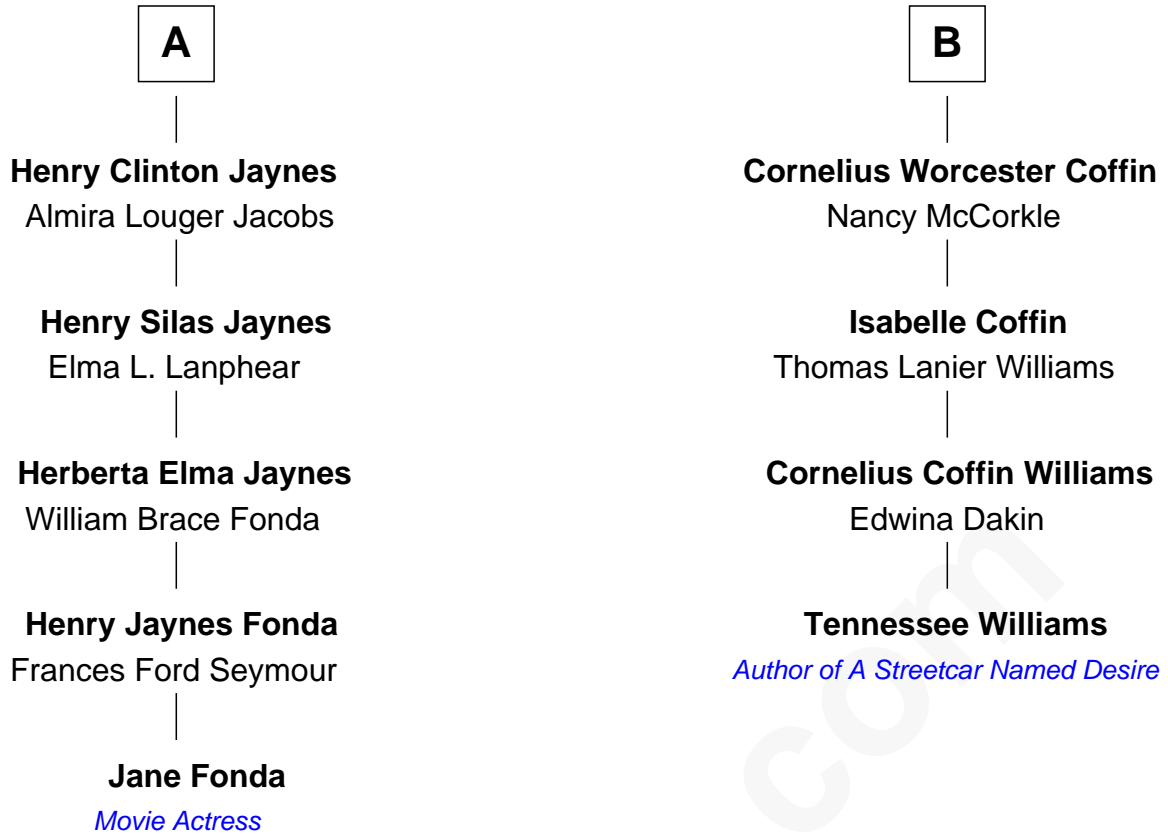 A
Henry Clinton Jaynes
Almira Louger Jacobs
Henry Silas Jaynes
Elma L. Lanphear
Herberta Elma Jaynes
William Brace Fonda
Henry Jaynes Fonda
Frances Ford Seymour
Jane Fonda
Movie Actress
B
Cornelius Worcester Coffin
Nancy McCorkle
Isabelle Coffin
Thomas Lanier Williams
Cornelius Coffin Williams
Edwina Dakin
Tennessee Williams
Author of A Streetcar Named Desire
com